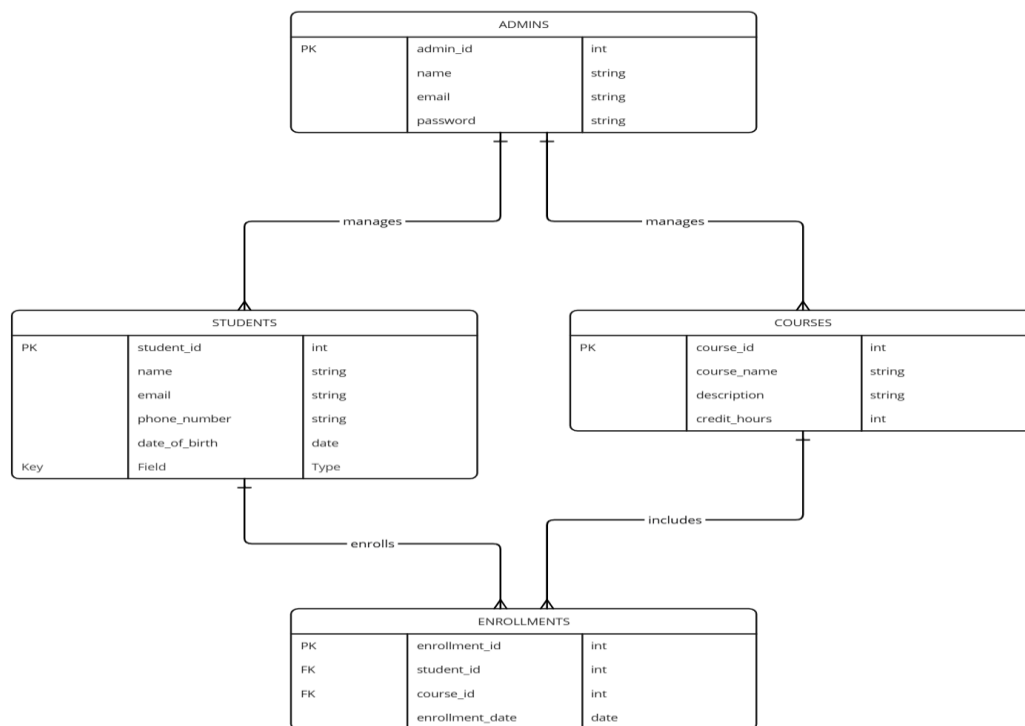 ADMINS
PK admin_id int
name string
email string
password string
manages manages
STUDENTS
PK student_id int
name string
email string
phone_number string
date_of_birth date
Key Field Type
COURSES
PK course_id int
course_name string
description string
credit_hours int
includes
enrolls
ENROLLMENTS
PK enrollment_id int
FK student_id int
FK course_id int
enrollment_date date